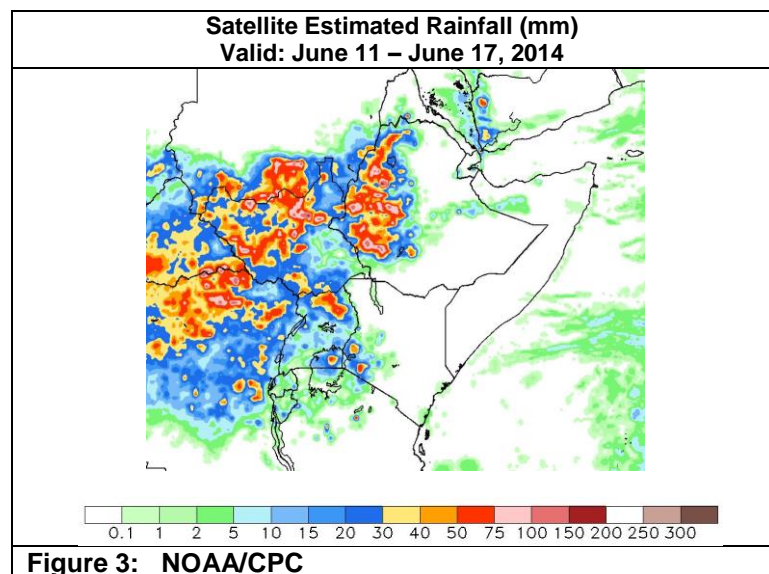 Satellite Estimated Rainfall (mm)
Valid: June 11 – June 17, 2014
0.1 1 2 5 10 15 20 30 40 50 75 100 150 200 250 300
Figure 3: NOAA/CPC